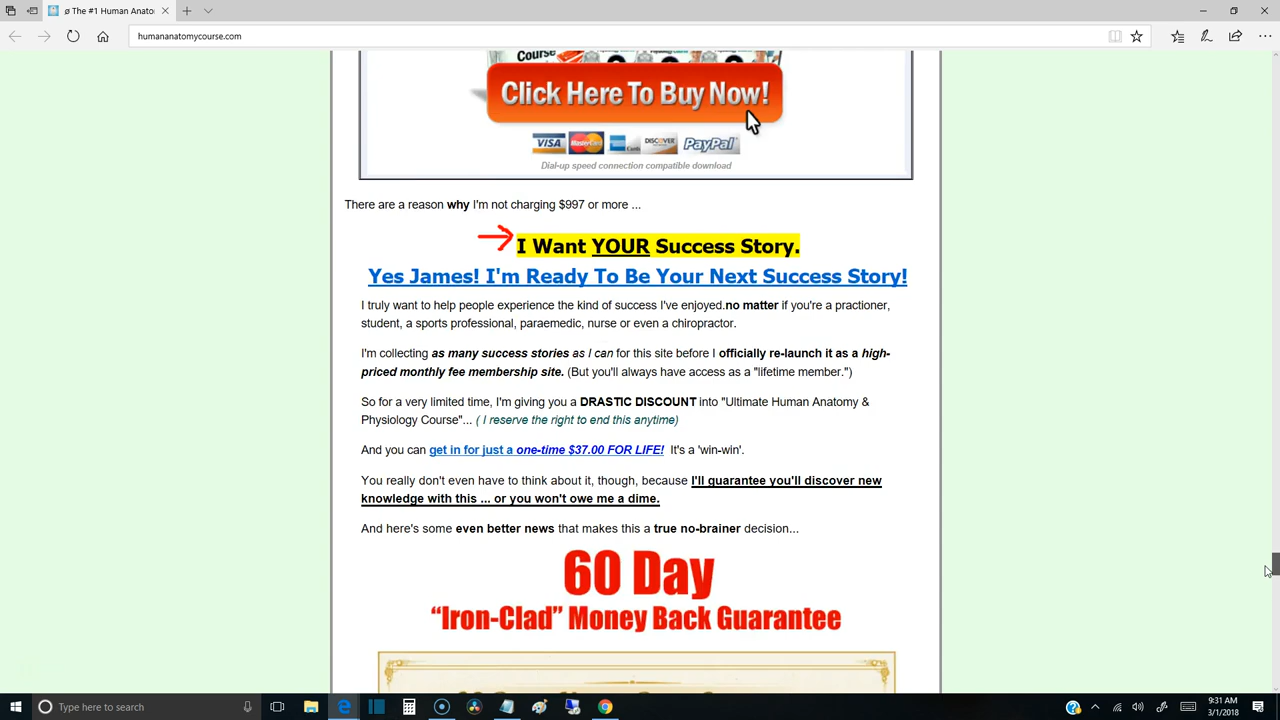 ø The #1 Human Anato
humananatomycourse.com
Course
Click Here To Buy Now!
VISA MasterCard DISCOVER PayPal
Dial-up speed connection compatible download
There are a reason why I'm not charging $997 or more ...
I Want YOUR Success Story.
Yes James! I'm Ready To Be Your Next Success Story!
I truly want to help people experience the kind of success I've enjoyed.no matter if you're a practioner,
student, a sports professional, paraemedic, nurse or even a chiropractor.
I'm collecting as many success stories as I can for this site before I officially re-launch it as a high-
priced monthly fee membership site. (But you'll always have access as a "lifetime member.")
So for a very limited time, I'm giving you a DRASTIC DISCOUNT into "Ultimate Human Anatomy &
Physiology Course"... ( I reserve the right to end this anytime)
And you can get in for just a one-time $37.00 FOR LIFE! It's a 'win-win'.
You really don't even have to think about it, though, because I'll guarantee you'll discover new
knowledge with this ... or you won't owe me a dime.
And here's some even better news that makes this a true no-brainer decision...
60 Day
“Iron-Clad” Money Back Guarantee
Type here to search
9:31 AM
3/1/2018